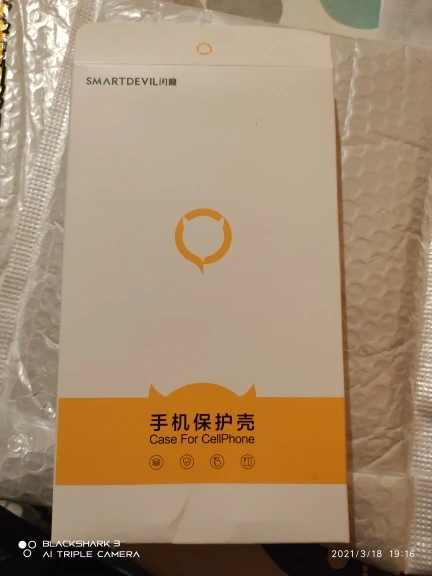 SMARTDEVIL闪魔
手机保护壳
Case For CellPhone
BLACKSHARK 3
AI TRIPLE CAMERA
2021/3/18 19:16